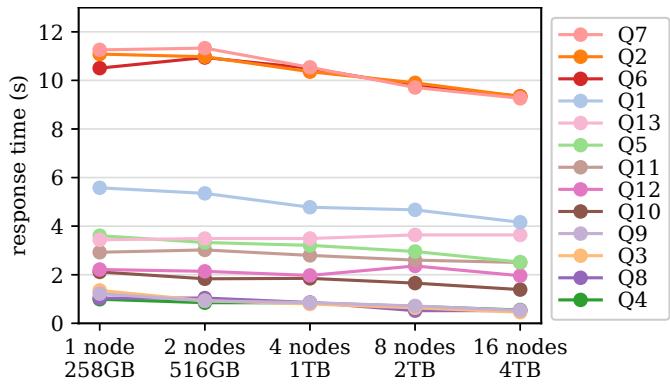 response time (s)
12
10
8
6
4
2
0
1 node
258GB
2 nodes
516GB
4 nodes
1TB
8 nodes
2TB
16 nodes
4TB
Q7
Q2
Q6
Q1
Q13
Q5
Q11
Q12
Q10
Q9
Q3
Q8
Q4